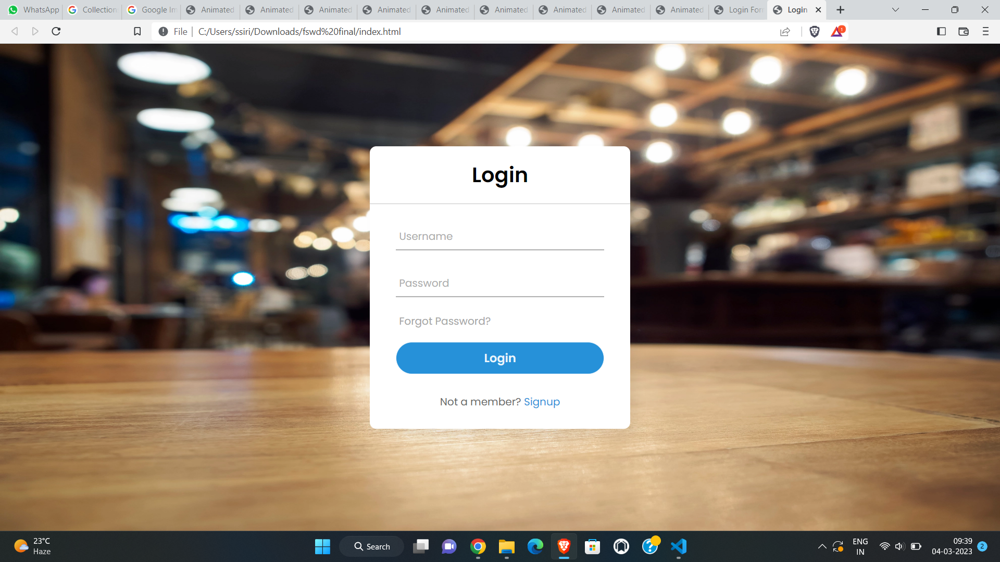 WhatsApp
Collection
Google Im
Animated
Animated
Animated
Animated
Animated
Animated
Animated
Animated
Animated
Login For
Login
File
C:/Users/ssiri/Downloads/fswd%20final/index.html
1
Login
Username
Password
Forgot Password?
Login
Not a member? Signup
23°C
Haze
Search
ENG
IN
09:39
04-03-2023
2